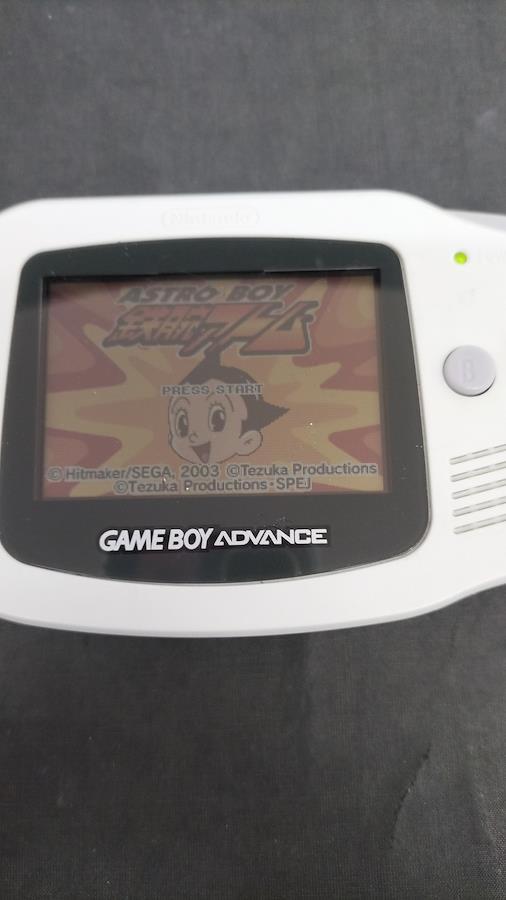 Nintendo
ASTRO BOY
鉄腕アトム
PRESS START
© Hitmaker/SEGA, 2003 © Tezuka Productions
© Tezuka Productions・SPEJ
GAME BOY ADVANCE
B